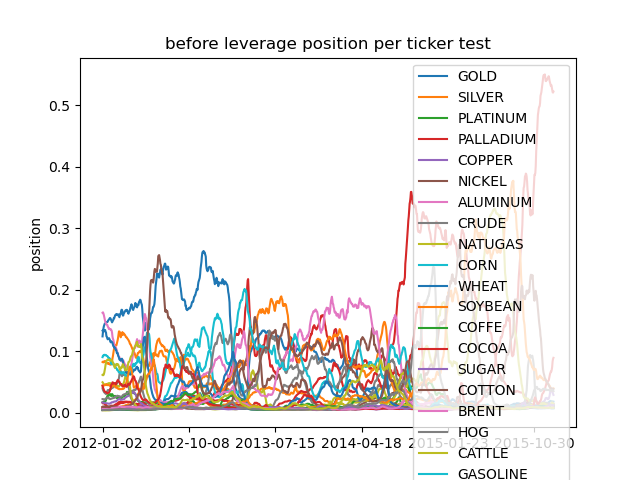 before leverage position per ticker test
GOLD
SILVER
PLATINUM
PALLADIUM
COPPER
NICKEL
ALUMINUM
CRUDE
NATUGAS
CORN
WHEAT
SOYBEAN
COFFE
COCOA
SUGAR
COTTON
BRENT
HOG
CATTLE
GASOLINE
position
0.5
0.4
0.3
0.2
0.1
0.0
2012-01-02 2012-10-08 2013-07-15 2014-04-18 2015-01-23 2015-10-30